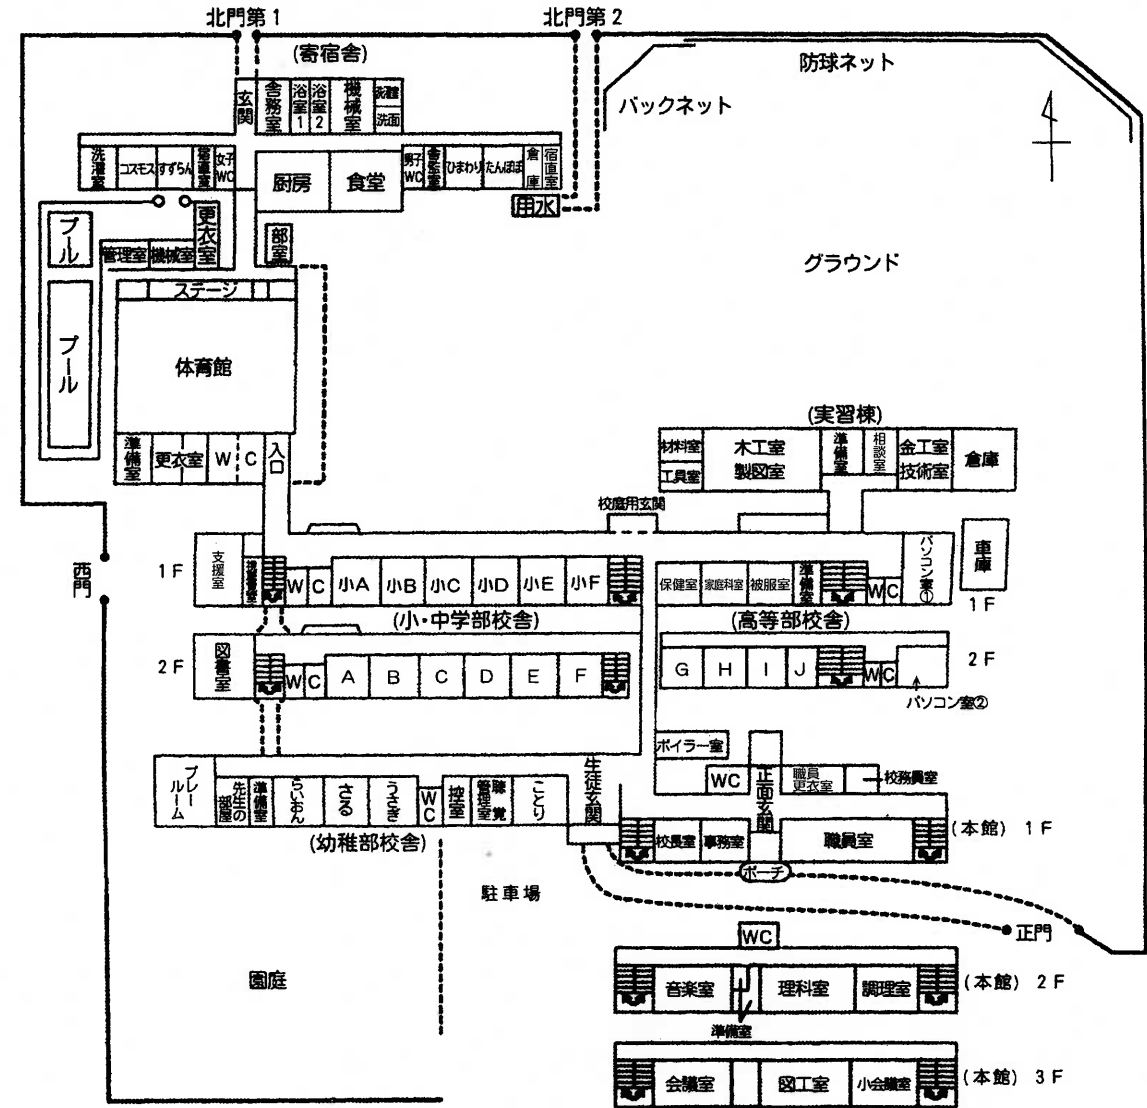 北門第1
北門第2
(寄宿舎)
防球ネット
バックネット
玄関
舎務室
浴室1
浴室2
機械室
洗面
洗濯室
コスモス
すずらん
宿直室
女子WC
厨房
食堂
男子WC
舎監室
ひまわり
たんぽぽ
倉庫
宿直室
用水
プール
更衣室
部室
管理室
機械室
グラウンド
ステージ
プール
体育館
(実習棟)
準備室
更衣室
WC
入口
材料室
工具室
木工室
製図室
準備室
相談室
金工室
技術室
倉庫
校庭用玄関
西門
1F
支援室
WC
小A
小B
小C
小D
小E
小F
保健室
家庭科室
被服室
準備室
WC
パソコン室①
車庫
1F
(小・中学部校舎)
(高等部校舎)
2F
図書室
WC
A
B
C
D
E
F
G
H
I
J
WC
2F
パソコン室②
ボイラー室
プレールーム
先生の部屋
準備室
らいおん
さる
うさぎ
WC
控室
聴覚管理室
ことり
生徒玄関
WC
正面玄関
職員更衣室
校務員室
(幼稚部校舎)
校長室
事務室
職員室
(本館) 1F
ポーチ
駐車場
正門
園庭
WC
音楽室
理科室
調理室
(本館) 2F
準備室
会議室
図工室
小会議室
(本館) 3F